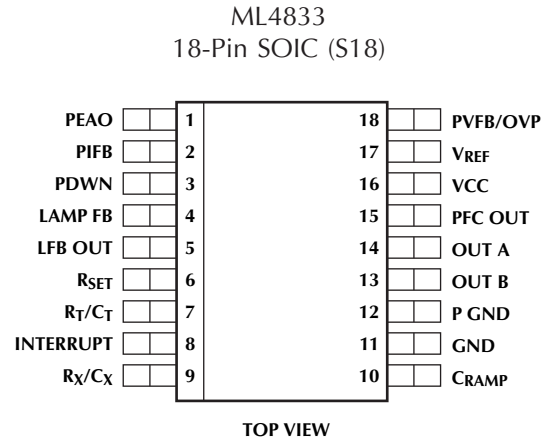 ML4833
18-Pin SOIC (S18)
PEAO 1 18 PVFB/OVP
PIFB 2 17 VREF
PDWN 3 16 VCC
LAMP FB 4 15 PFC OUT
LFB OUT 5 14 OUT A
RSET 6 13 OUT B
RT/CT 7 12 P GND
INTERRUPT 8 11 GND
RX/CX 9 10 CRAMP
TOP VIEW